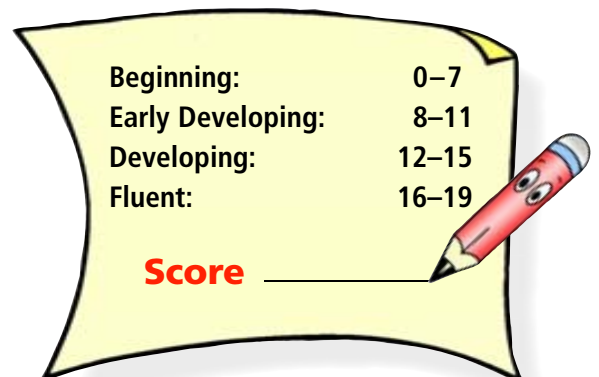 Beginning: 0–7
Early Developing: 8–11
Developing: 12–15
Fluent: 16–19
Score